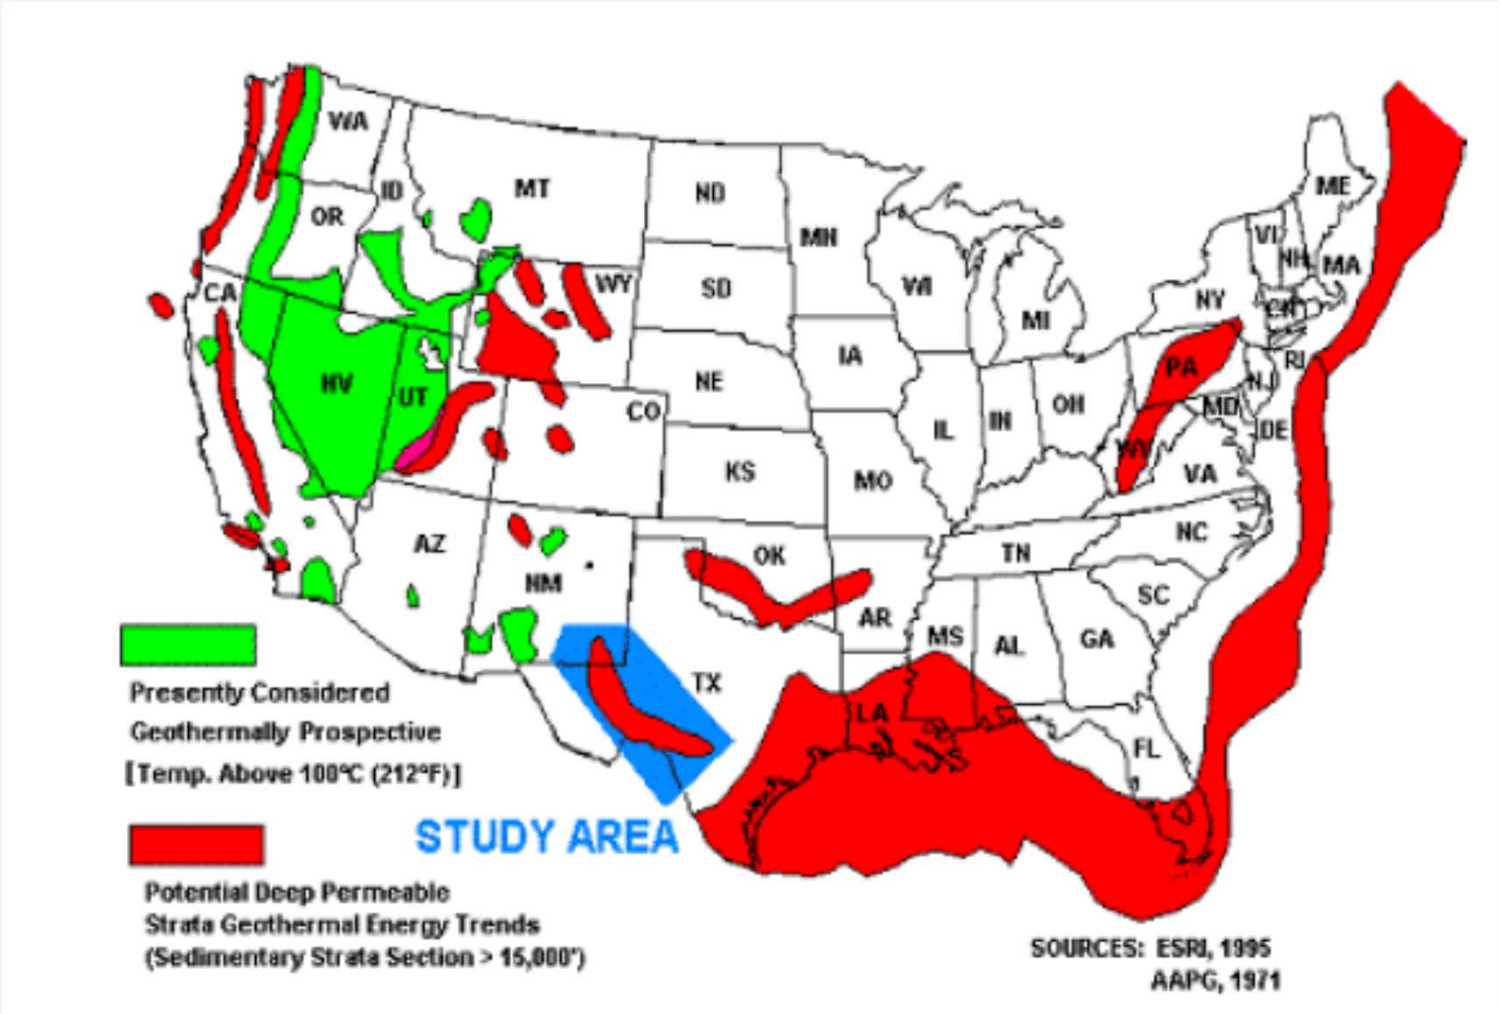 WA
MT
ND
ID
OR
MN
ME
VI
NH
MA
WY
SD
WI
CA
NY
CN
MI
IA
RI
PA
NV
UT
NE
NJ
CO
OH
MD
IL
IN
DE
WV
KS
MO
VA
AZ
OK
TN
NC
NM
SC
AR
MS
AL
GA
TX
LA
FL
Presently Considered
Geothermally Prospective
[Temp. Above 100°C (212°F)]
STUDY AREA
Potential Deep Permeable
Strata Geothermal Energy Trends
(Sedimentary Strata Section > 15,000')
SOURCES: ESRI, 1995
AAPG, 1971